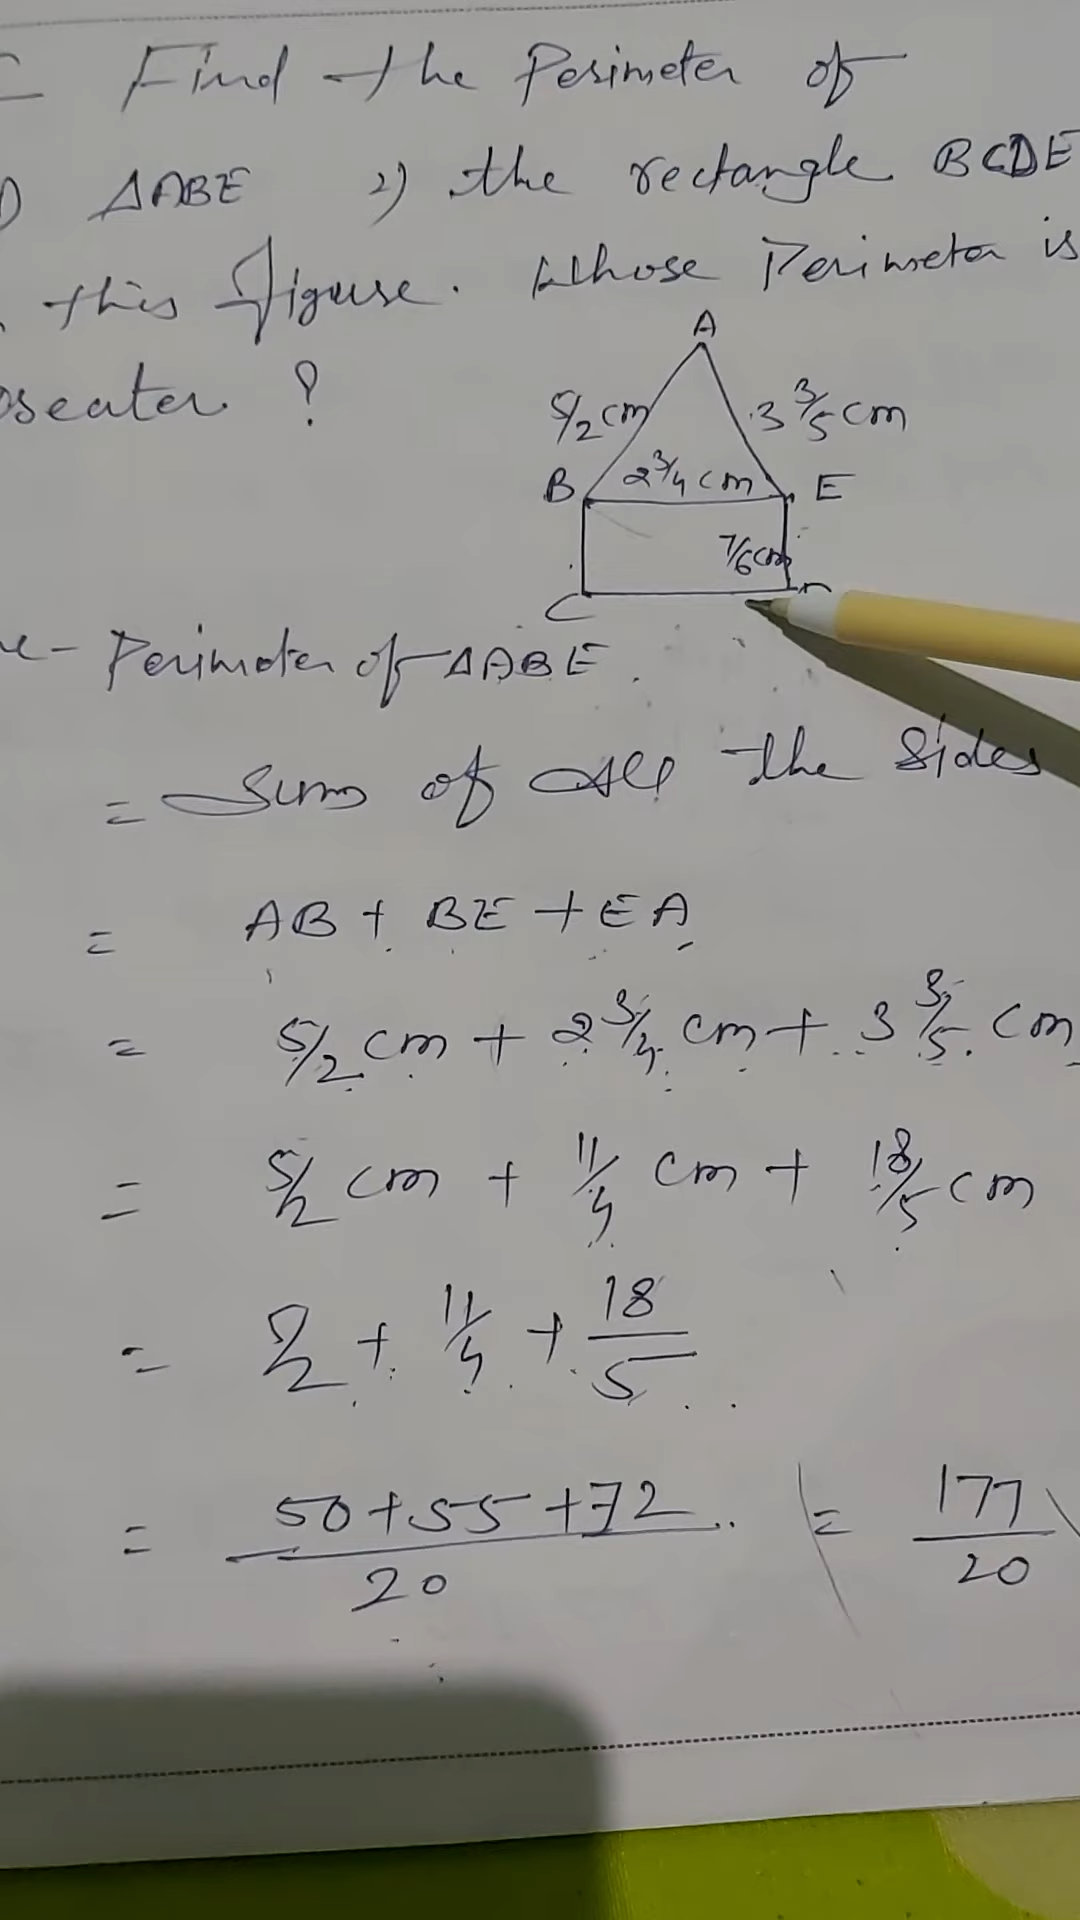 Find the Perimeter of
ΔABE 2) the rectangle BCDE
this figure. Whose Perimeter is
A
5/2 cm
3 3/5 cm
B
2 3/4 cm
E
7/6 cm
C
Perimeter of ΔABE.
= Sum of All the Sides
= AB + BE + EA
= 5/2 cm + 2 3/4 cm + 3 3/5 cm
= 5/2 cm + 11/4 cm + 18/5 cm
= 5/2 + 11/4 + 18/5
= 50+55+72/20 = 177/20